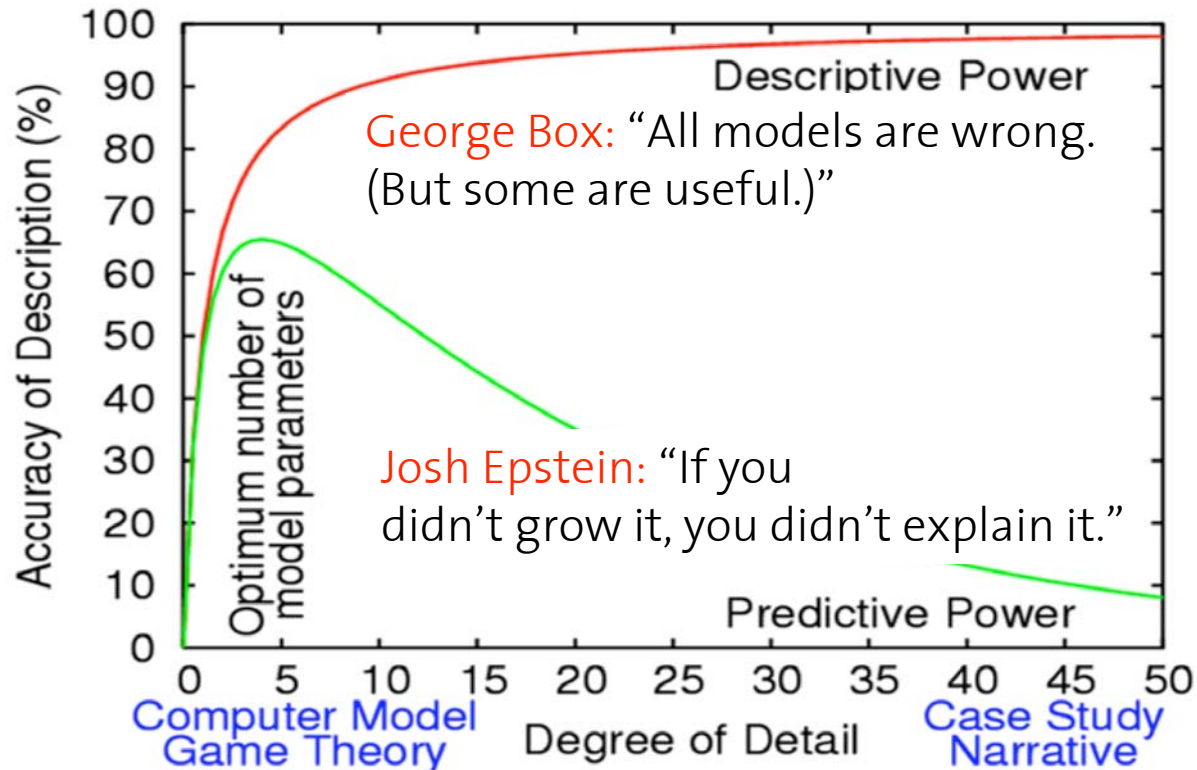 100
90
80
70
60
50
40
30
20
10
0
Accuracy of Description (%)
Descriptive Power
George Box: “All models are wrong.
(But some are useful.)”
Optimum number of
model parameters
Josh Epstein: “If you
didn’t grow it, you didn’t explain it.”
Predictive Power
0 5 10 15 20 25 30 35 40 45 50
Computer Model
Game Theory
Degree of Detail
Case Study
Narrative